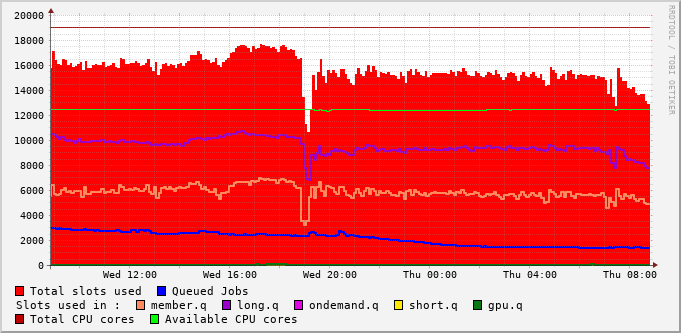 20000
18000
16000
14000
12000
10000
8000
6000
4000
2000
0
Wed 12:00 Wed 16:00 Wed 20:00 Thu 00:00 Thu 04:00 Thu 08:00
RRDTOOL / TOBI OETIKER
Total slots used Queued Jobs
Slots used in : member.q long.q ondemand.q short.q gpu.q
Total CPU cores Available CPU cores